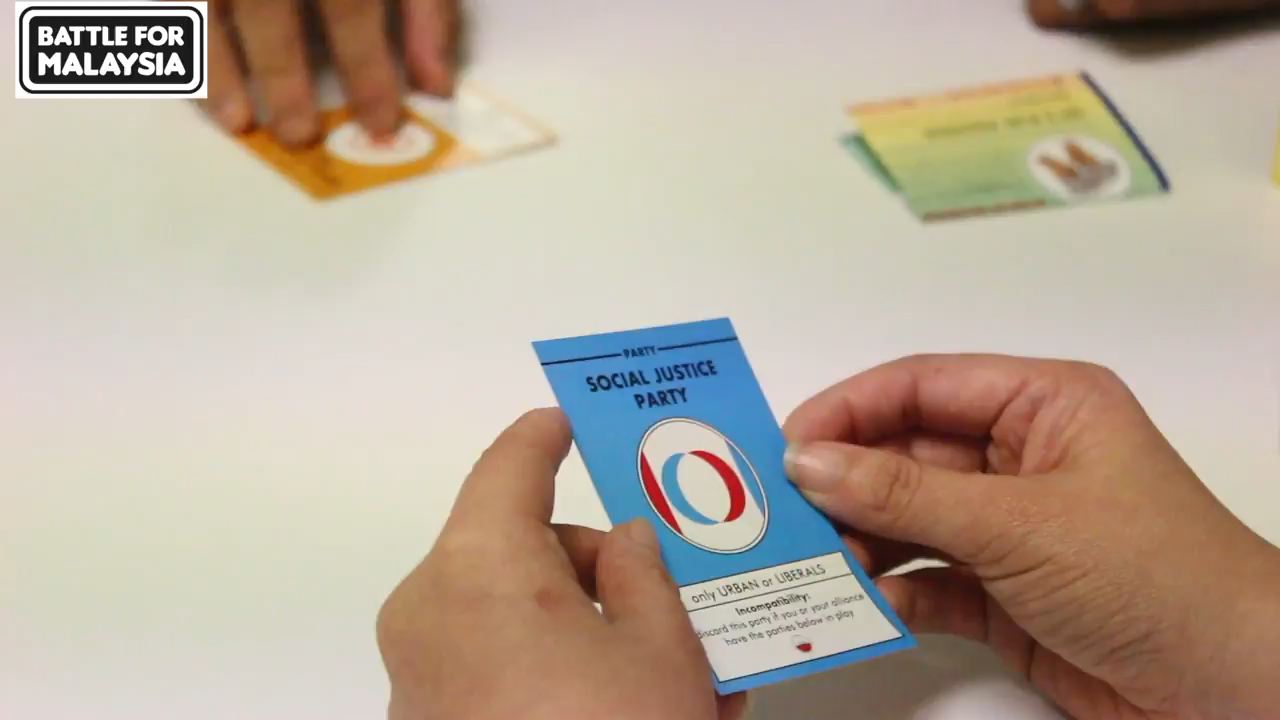 BATTLE FOR
MALAYSIA
PARTY
SOCIAL JUSTICE
PARTY
only URBAN or LIBERALS
Incompatibility:
discard this party if you or your alliance
have the parties below in play